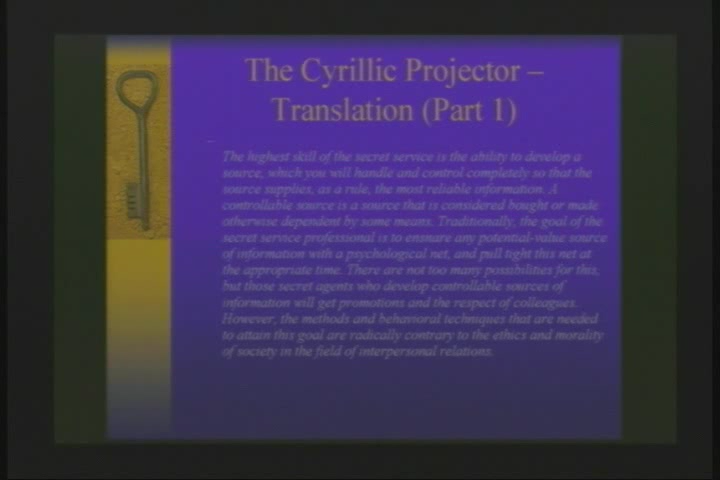 The Cyrillic Projector –
Translation (Part 1)
The highest skill of the secret service is the ability to develop a
source, which you will handle and control completely so that the
source supplies, as a rule, the most reliable information. A
controllable source is a source that is considered bought or made
otherwise dependent by some means. Traditionally, the goal of the
secret service professional is to ensnare any potential-value source
of information with a psychological net, and pull tight this net at
the appropriate time. There are not too many possibilities for this,
but those secret agents who develop controllable sources of
information will get promotions and the respect of colleagues.
However, the methods and behavioral techniques that are needed
to attain this goal are radically contrary to the ethics and morality
of society in the field of interpersonal relations.